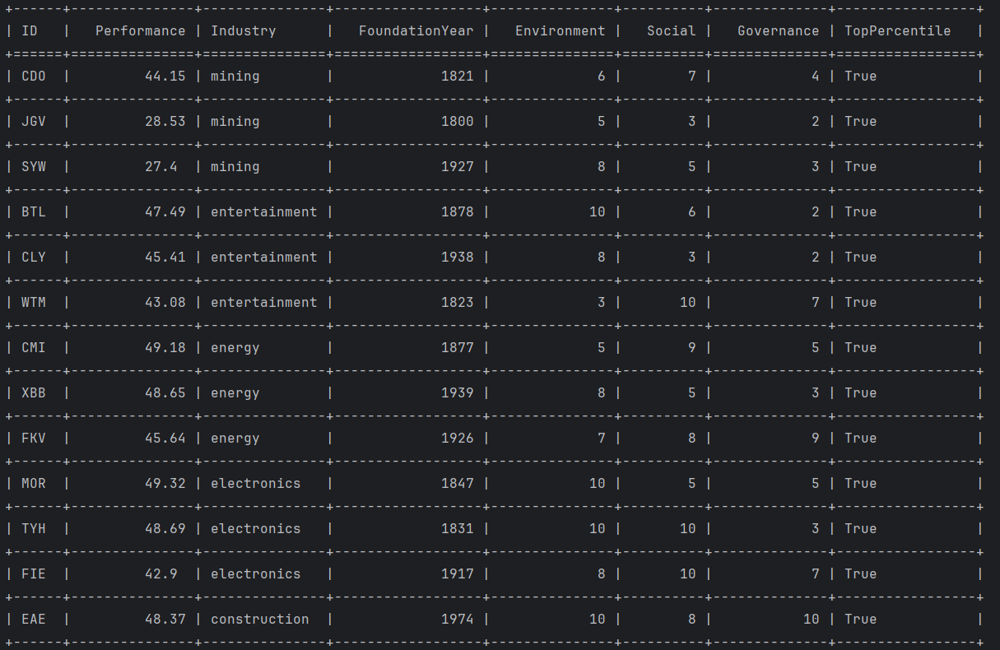 +------+---------------+---------------+------------------+---------------+----------+--------------+-----------------+
| ID   |   Performance | Industry      |   FoundationYear |   Environment |   Social |   Governance | TopPercentile   |
+======+===============+===============+==================+===============+==========+==============+=================+
| CDO  |         44.15 | mining        |             1821 |             6 |        7 |            4 | True            |
+------+---------------+---------------+------------------+---------------+----------+--------------+-----------------+
| JGV  |         28.53 | mining        |             1800 |             5 |        3 |            2 | True            |
+------+---------------+---------------+------------------+---------------+----------+--------------+-----------------+
| SYW  |         27.4  | mining        |             1927 |             8 |        5 |            3 | True            |
+------+---------------+---------------+------------------+---------------+----------+--------------+-----------------+
| BTL  |         47.49 | entertainment |             1878 |            10 |        6 |            2 | True            |
+------+---------------+---------------+------------------+---------------+----------+--------------+-----------------+
| CLY  |         45.41 | entertainment |             1938 |             8 |        3 |            2 | True            |
+------+---------------+---------------+------------------+---------------+----------+--------------+-----------------+
| WTM  |         43.08 | entertainment |             1823 |             3 |       10 |            7 | True            |
+------+---------------+---------------+------------------+---------------+----------+--------------+-----------------+
| CMI  |         49.18 | energy        |             1877 |             5 |        9 |            5 | True            |
+------+---------------+---------------+------------------+---------------+----------+--------------+-----------------+
| XBB  |         48.65 | energy        |             1939 |             8 |        5 |            3 | True            |
+------+---------------+---------------+------------------+---------------+----------+--------------+-----------------+
| FKV  |         45.64 | energy        |             1926 |             7 |        8 |            9 | True            |
+------+---------------+---------------+------------------+---------------+----------+--------------+-----------------+
| MOR  |         49.32 | electronics   |             1847 |            10 |        5 |            5 | True            |
+------+---------------+---------------+------------------+---------------+----------+--------------+-----------------+
| TYH  |         48.69 | electronics   |             1831 |            10 |       10 |            3 | True            |
+------+---------------+---------------+------------------+---------------+----------+--------------+-----------------+
| FIE  |         42.9  | electronics   |             1917 |             8 |       10 |            7 | True            |
+------+---------------+---------------+------------------+---------------+----------+--------------+-----------------+
| EAE  |         48.37 | construction  |             1974 |            10 |        8 |           10 | True            |
+------+---------------+---------------+------------------+---------------+----------+--------------+-----------------+